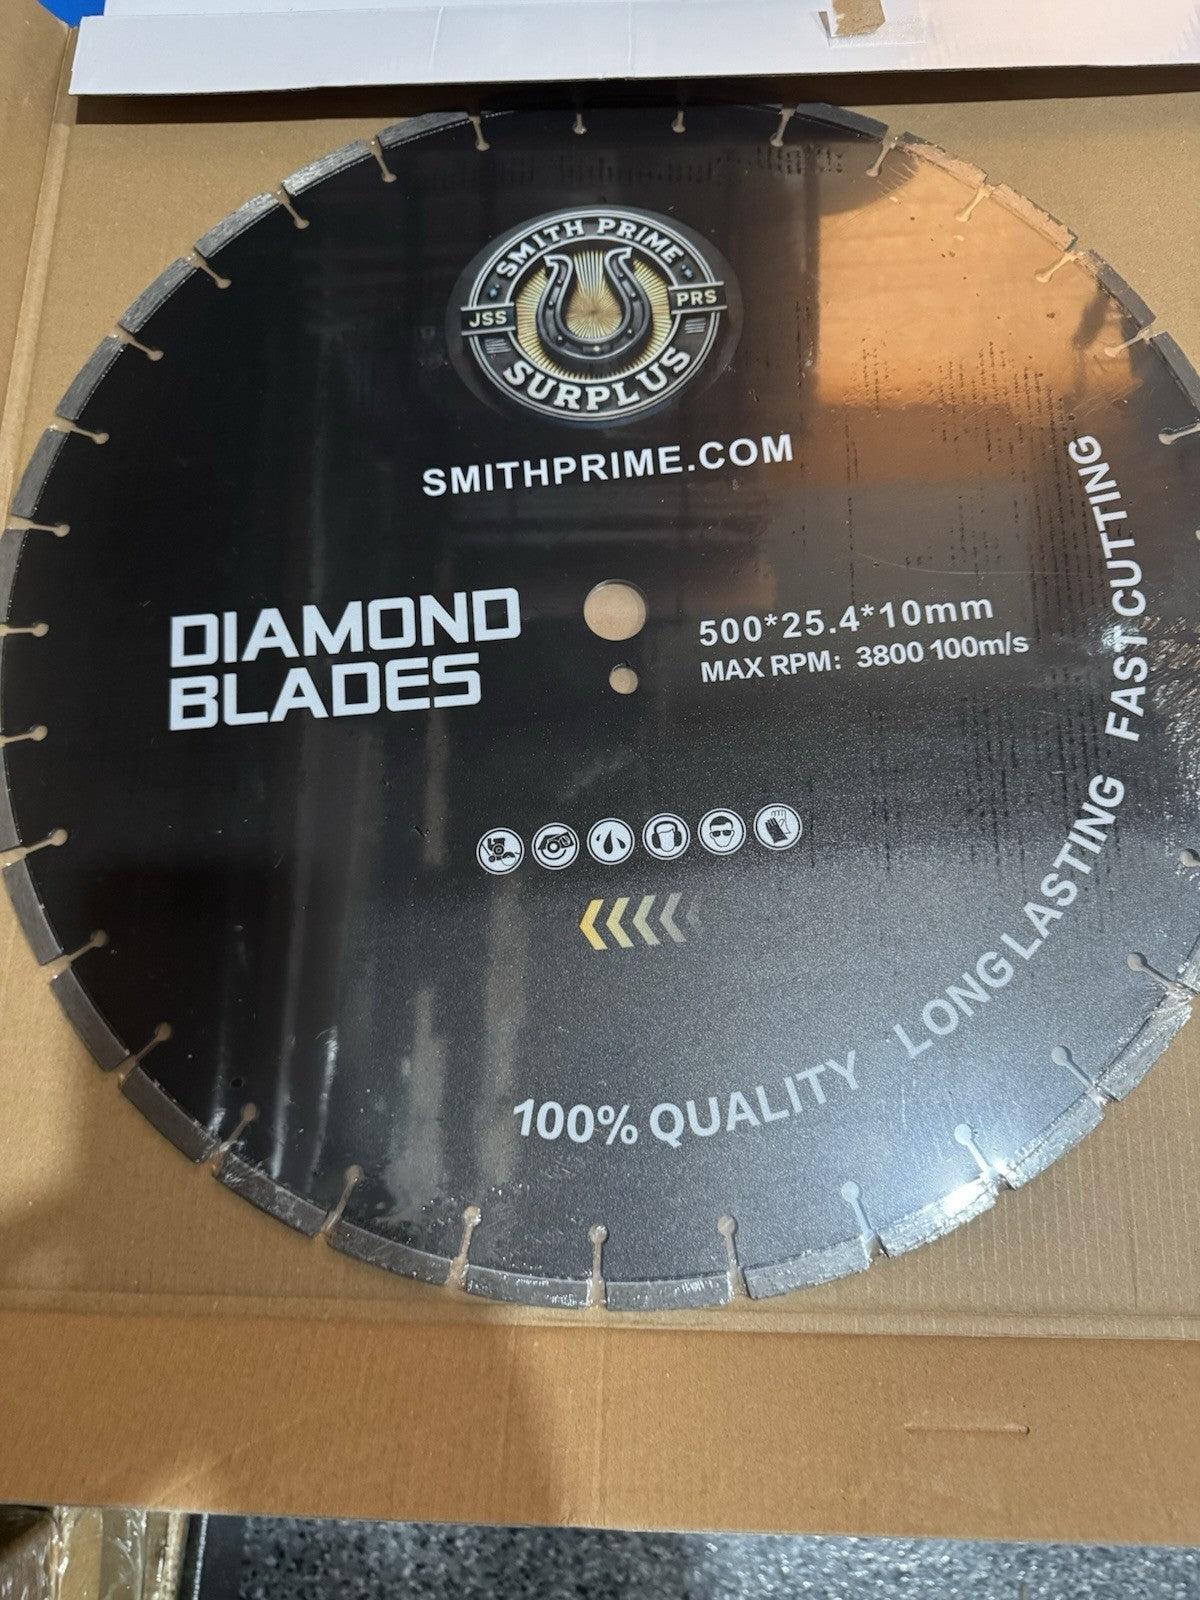 SMITH PRIME
JSS
PRS
SURPLUS
SMITHPRIME.COM
DIAMOND
BLADES
500*25.4*10mm
MAX RPM: 3800 100m/s
100% QUALITY LONG LASTING FAST CUTTING